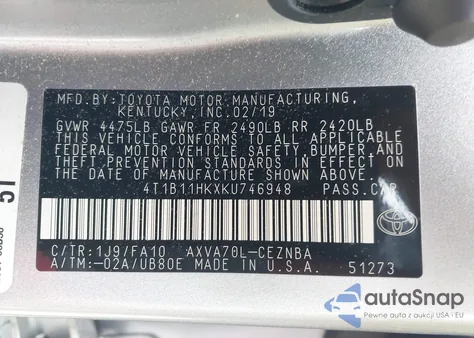 MFD.BY:TOYOTA MOTOR MANUFACTURING,
KENTUCKY, INC.02/19
GVWR 4475LB GAWR FR 2490LB RR 2420LB
THIS VEHICLE CONFORMS TO ALL APPLICABLE
FEDERAL MOTOR VEHICLE SAFETY, BUMPER, AND
THEFT PREVENTION STANDARDS IN EFFECT ON
THE DATE OF MANUFACTURE SHOWN ABOVE.
4T1B11HKXKU746948 PASS.CAR
C/TR:1J9/FA10 AXVA70L-CEZNBA
A/TM:-02A/UB80E MADE IN U.S.A. 51273
TOYOTA
autoSnap
Pewne auta z USA i EU